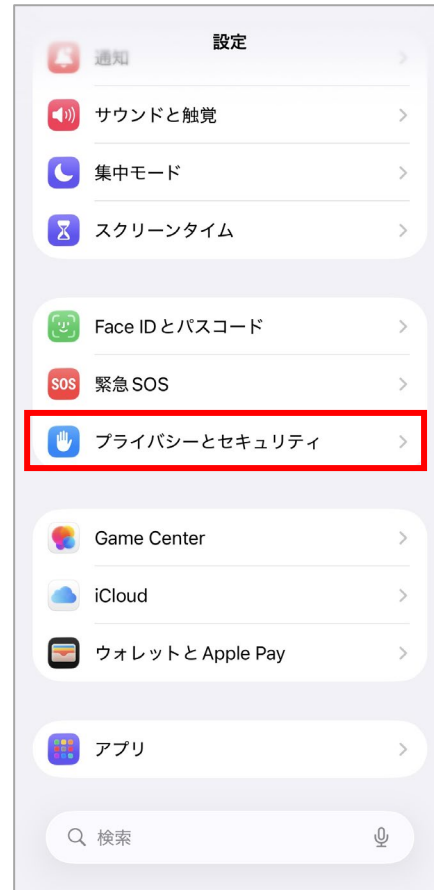 設定
通知
サウンドと触覚
集中モード
スクリーンタイム
Face IDとパスコード
SOS 緊急SOS
プライバシーとセキュリティ
Game Center
iCloud
ウォレットとApple Pay
アプリ
検索